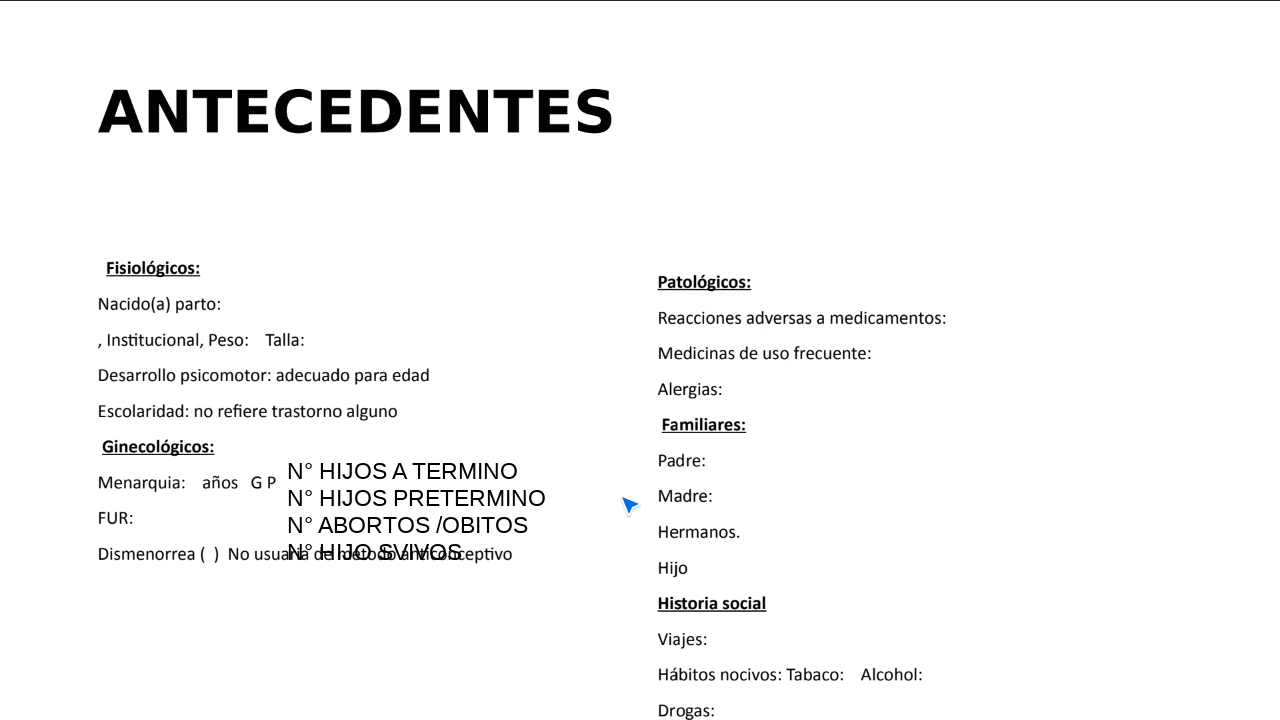 ANTECEDENTES
Fisiológicos:
Nacido(a) parto:
, Institucional, Peso: Talla:
Desarrollo psicomotor: adecuado para edad
Escolaridad: no refiere trastorno alguno
Ginecológicos:
Menarquia: años G P
FUR:
Dismenorrea ( ) No usuaria de método anticonceptivo
N° HIJOS A TERMINO
N° HIJOS PRETERMINO
N° ABORTOS /OBITOS
N° HIJO SVIVOS
Patológicos:
Reacciones adversas a medicamentos:
Medicinas de uso frecuente:
Alergias:
Familiares:
Padre:
Madre:
Hermanos.
Hijo
Historia social
Viajes:
Hábitos nocivos: Tabaco: Alcohol:
Drogas: